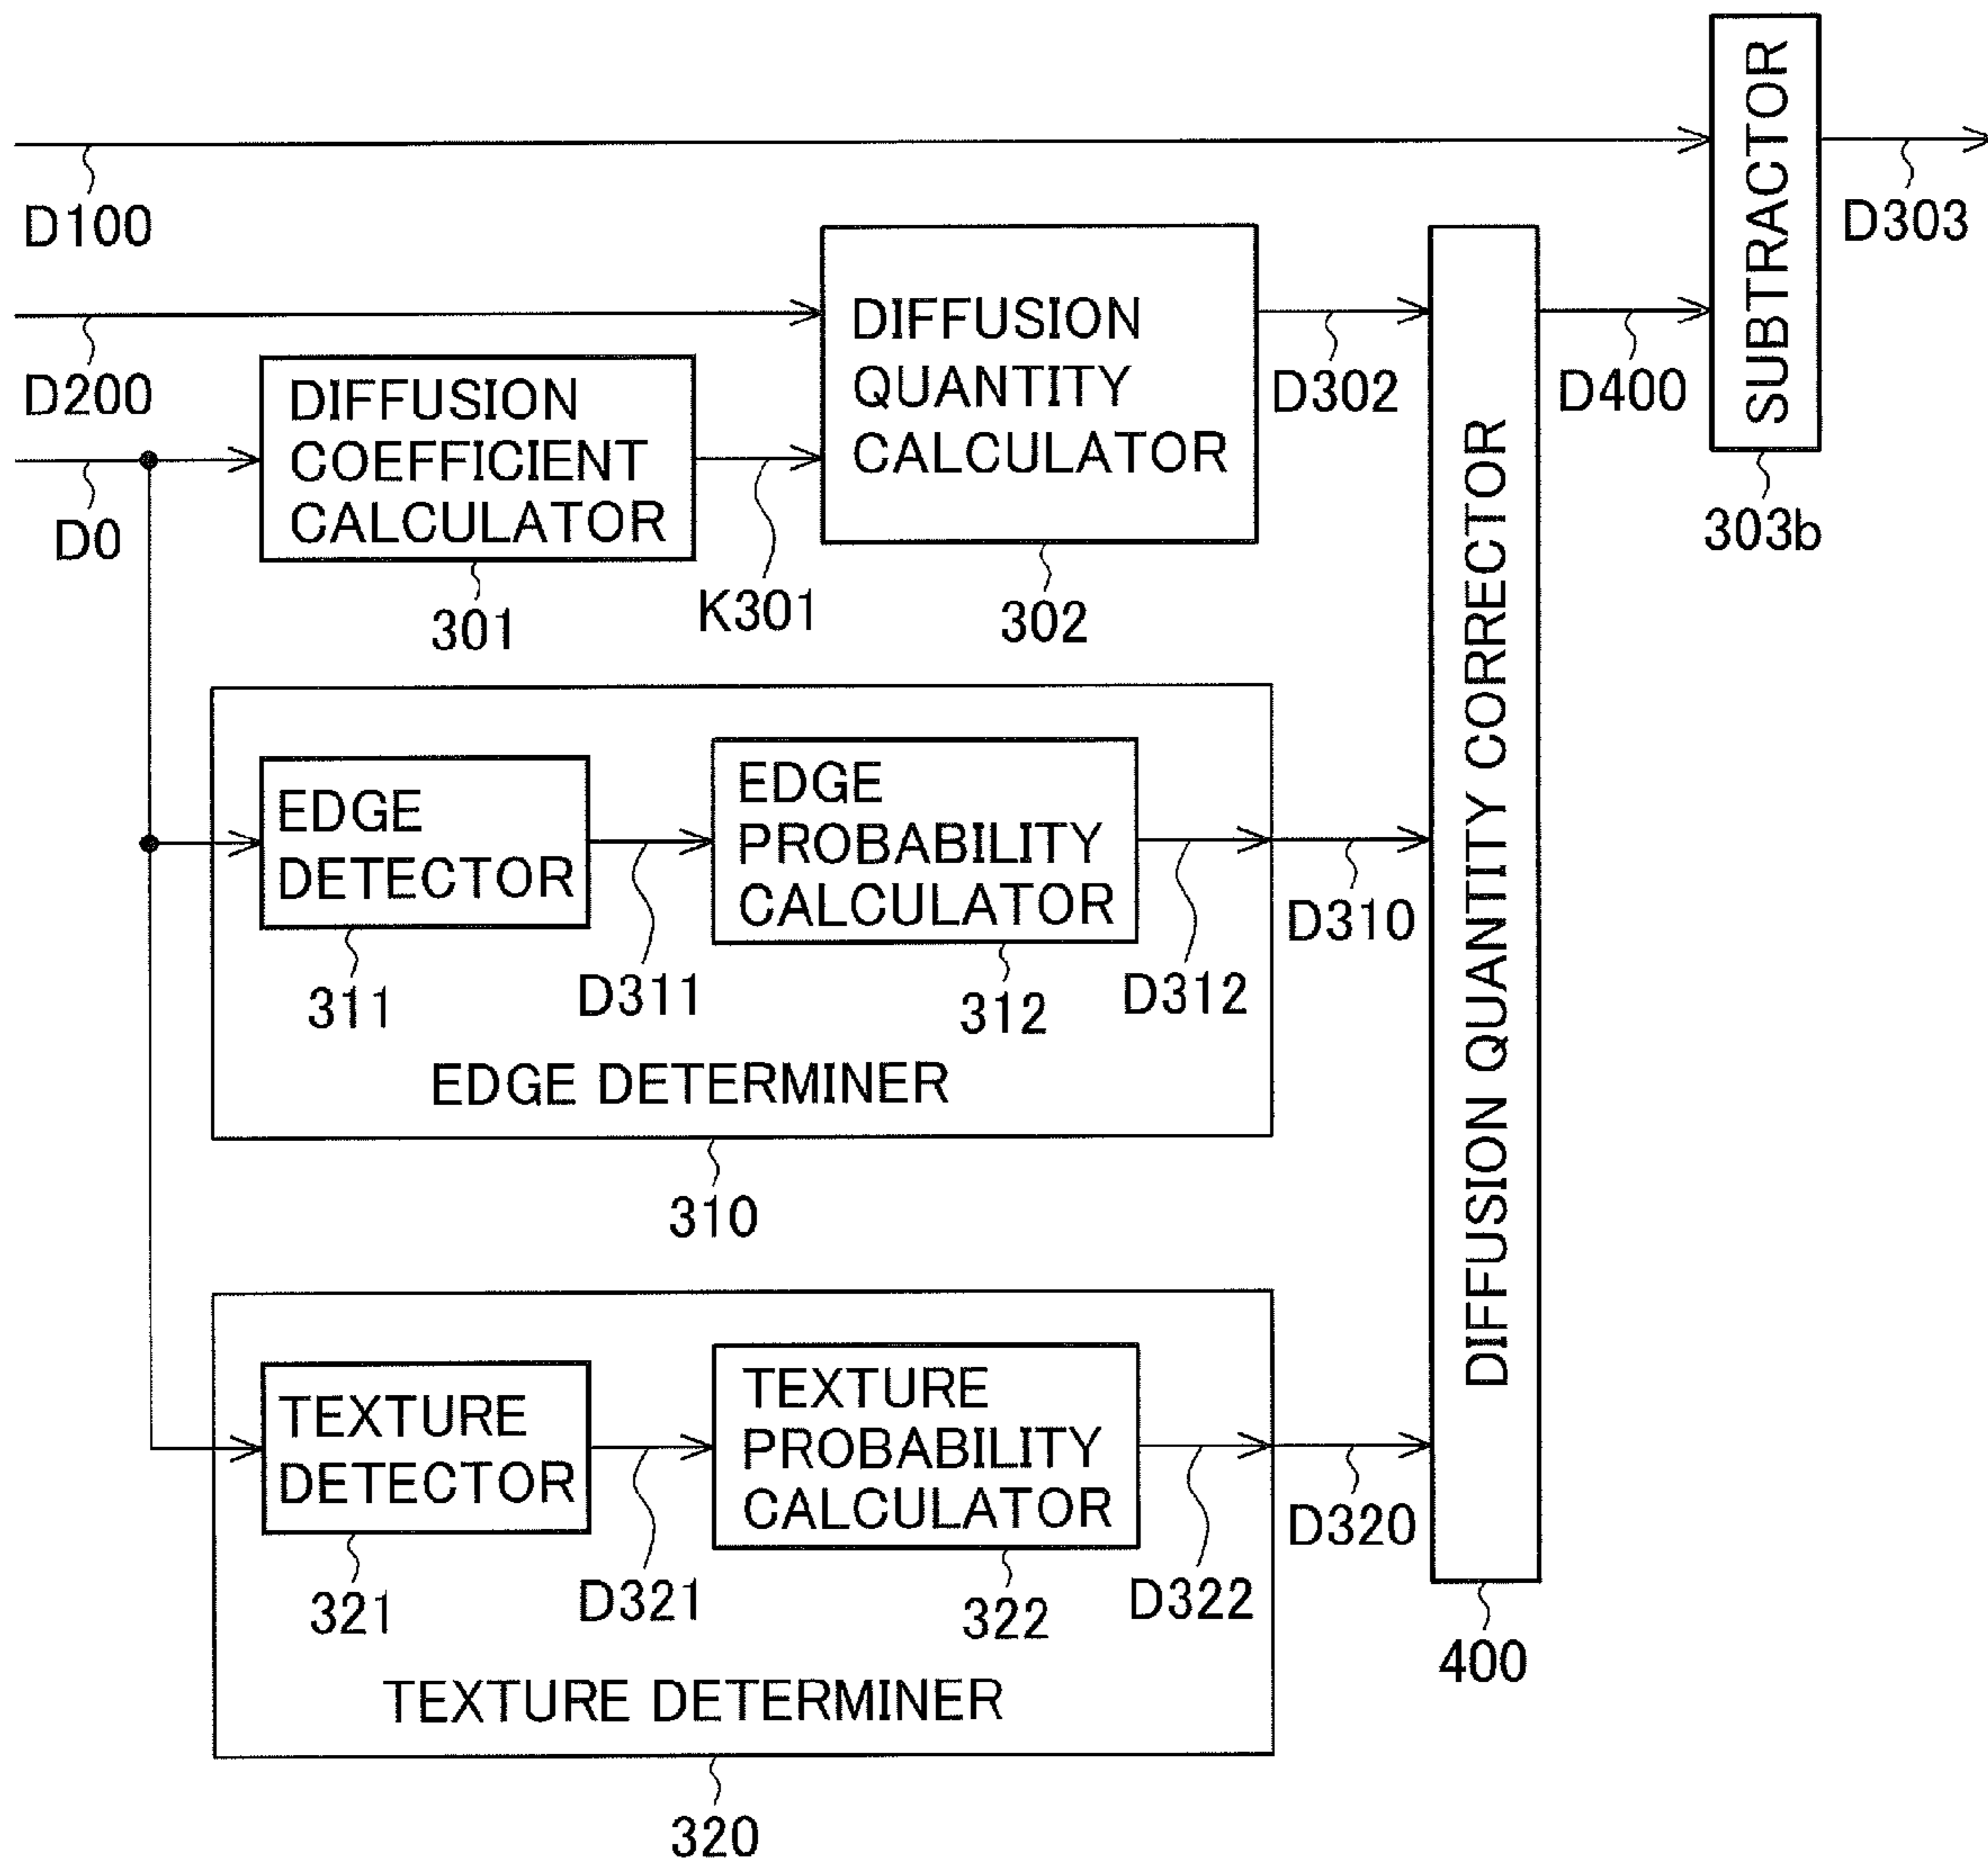 SUBTRACTOR
303b
D100
D303
D200
D0
DIFFUSION
COEFFICIENT
CALCULATOR
301
K301
DIFFUSION
QUANTITY
CALCULATOR
302
D302
D400
DIFFUSION QUANTITY CORRECTOR
400
EDGE
DETECTOR
311
D311
EDGE
PROBABILITY
CALCULATOR
312
D312
D310
EDGE DETERMINER
310
TEXTURE
DETECTOR
321
D321
TEXTURE
PROBABILITY
CALCULATOR
322
D322
D320
TEXTURE DETERMINER
320